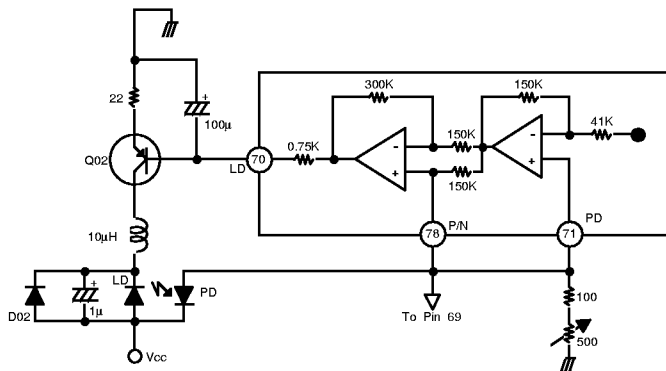 300K
150K
22
+
100μ
0.75K
-
150K
-
41K
Q02
70
LD
+
150K
+
10μH
P/N
78
PD
71
LD
+
D02
1μ
PD
100
To Pin 69
500
Vcc